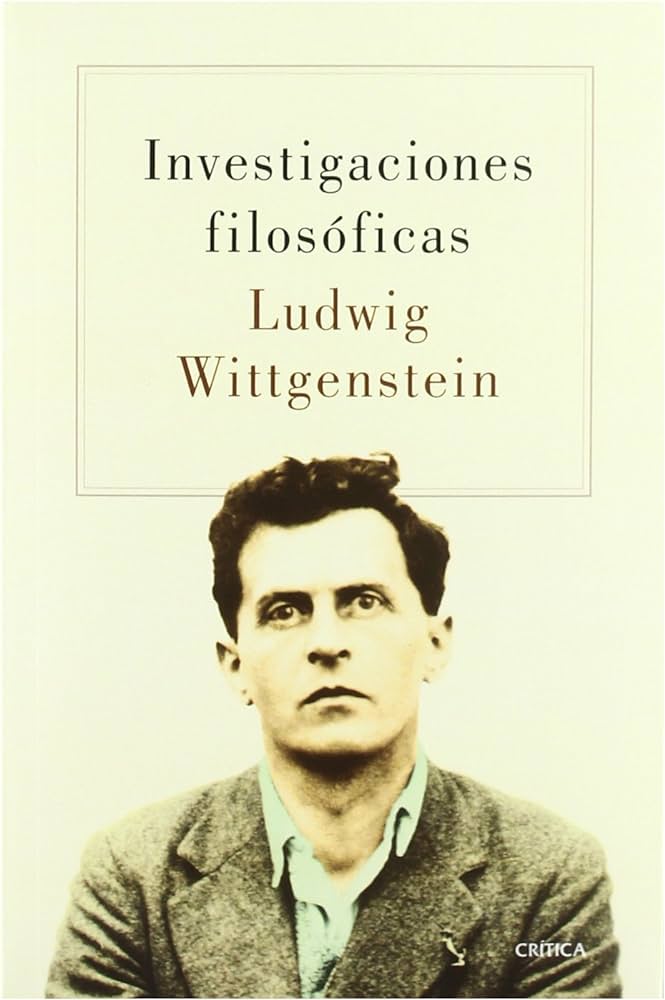 Investigaciones
filosóficas
Ludwig
Wittgenstein
CRÍTICA